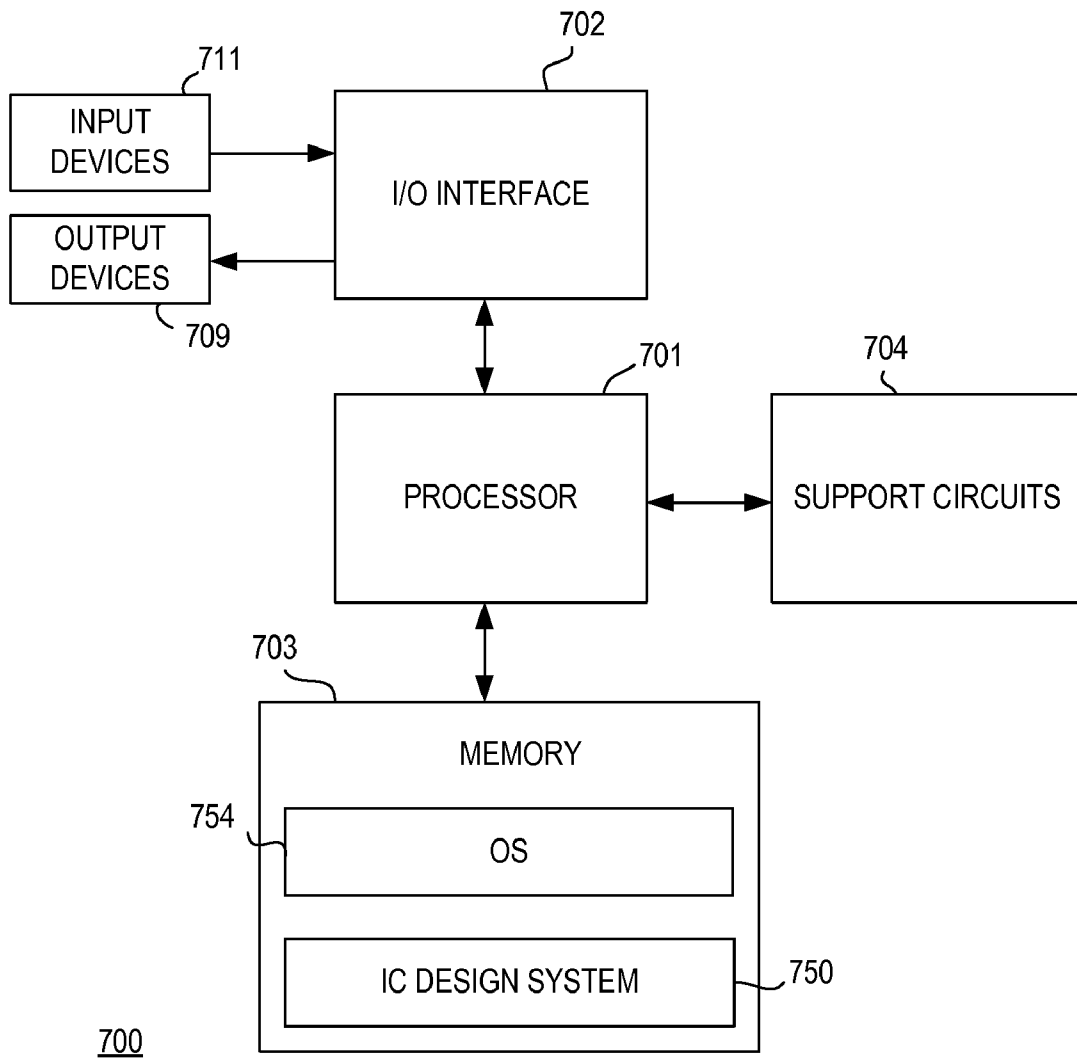 702
711
INPUT
DEVICES
I/O INTERFACE
OUTPUT
DEVICES
709
701
704
PROCESSOR
SUPPORT CIRCUITS
703
MEMORY
754
OS
IC DESIGN SYSTEM
750
700